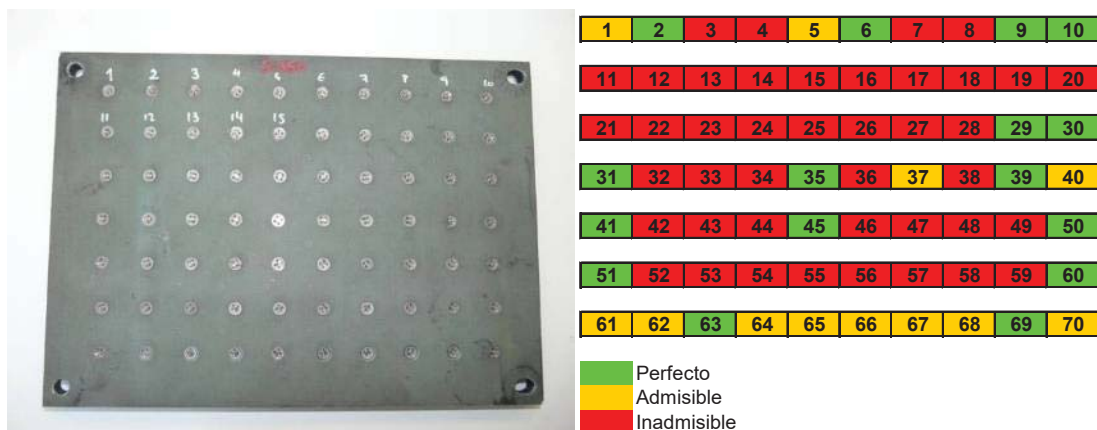 1 2 3 4 5 6 7 8 9 10
11 12 13 14 15
1 2 3 4 5 6 7 8 9 10
11 12 13 14 15 16 17 18 19 20
21 22 23 24 25 26 27 28 29 30
31 32 33 34 35 36 37 38 39 40
41 42 43 44 45 46 47 48 49 50
51 52 53 54 55 56 57 58 59 60
61 62 63 64 65 66 67 68 69 70
Perfecto
Admisible
Inadmisible